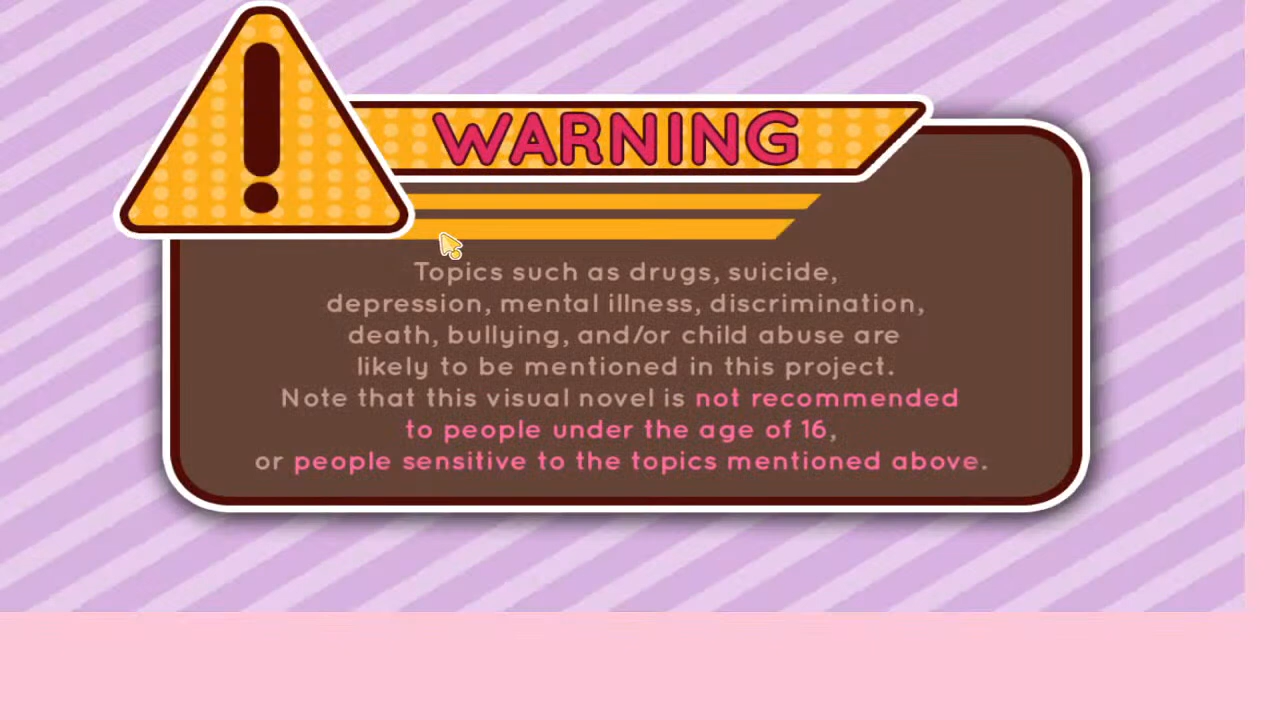 WARNING
Topics such as drugs, suicide,
depression, mental illness, discrimination,
death, bullying, and/or child abuse are
likely to be mentioned in this project.
Note that this visual novel is not recommended
to people under the age of 16,
or people sensitive to the topics mentioned above.